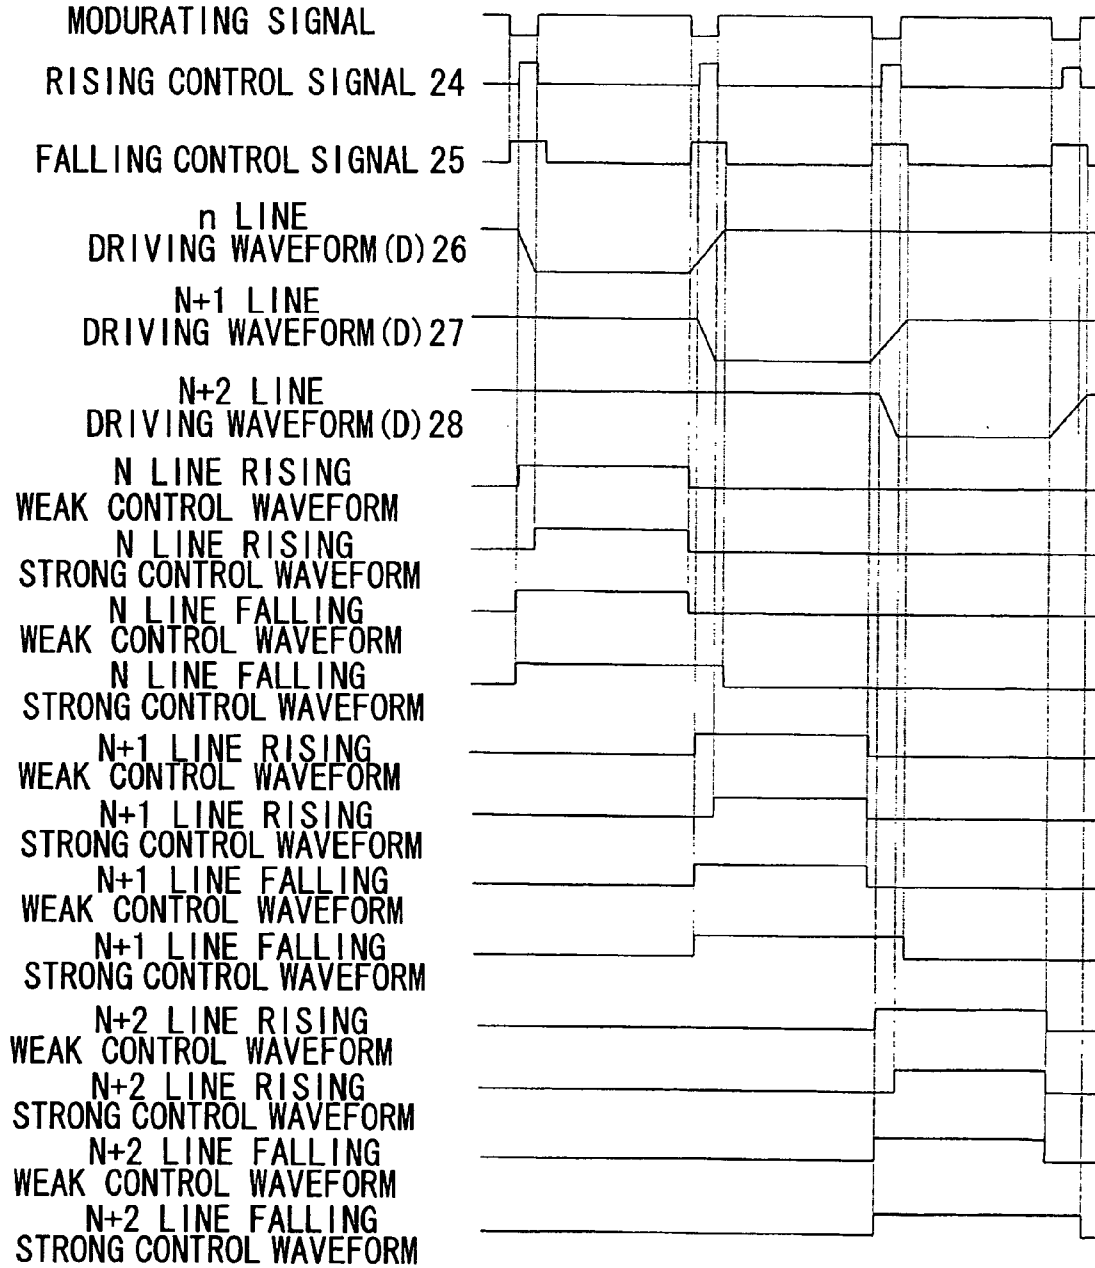 MODURATING SIGNAL
RISING CONTROL SIGNAL 24
FALLING CONTROL SIGNAL 25
n LINE
DRIVING WAVEFORM(D) 26
N+1 LINE
DRIVING WAVEFORM(D) 27
N+2 LINE
DRIVING WAVEFORM(D) 28
N LINE RISING
WEAK CONTROL WAVEFORM
N LINE RISING
STRONG CONTROL WAVEFORM
N LINE FALLING
WEAK CONTROL WAVEFORM
N LINE FALLING
STRONG CONTROL WAVEFORM
N+1 LINE RISING
WEAK CONTROL WAVEFORM
N+1 LINE RISING
STRONG CONTROL WAVEFORM
N+1 LINE FALLING
WEAK CONTROL WAVEFORM
N+1 LINE FALLING
STRONG CONTROL WAVEFORM
N+2 LINE RISING
WEAK CONTROL WAVEFORM
N+2 LINE RISING
STRONG CONTROL WAVEFORM
N+2 LINE FALLING
WEAK CONTROL WAVEFORM
N+2 LINE FALLING
STRONG CONTROL WAVEFORM